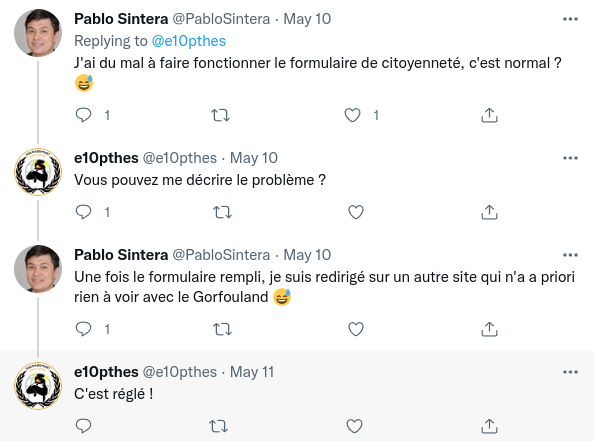 Pablo Sintera @PabloSintera · May 10
Replying to @e10pthes
J'ai du mal à faire fonctionner le formulaire de citoyenneté, c'est normal ?
😅
1
1
e10pthes @e10pthes · May 10
Vous pouvez me décrire le problème ?
1
Pablo Sintera @PabloSintera · May 10
Une fois le formulaire rempli, je suis redirigé sur un autre site qui n'a a priori
rien à voir avec le Gorfouland 😅
1
e10pthes @e10pthes · May 11
C'est réglé !